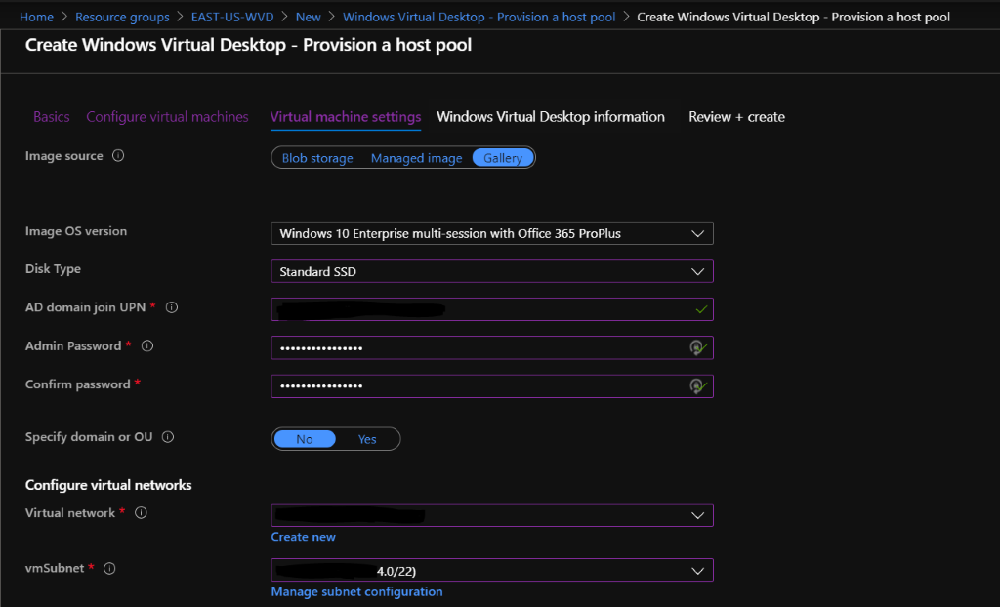 Home > Resource groups > EAST-US-WVD > New > Windows Virtual Desktop - Provision a host pool > Create Windows Virtual Desktop - Provision a host pool
Create Windows Virtual Desktop - Provision a host pool
Basics Configure virtual machines Virtual machine settings Windows Virtual Desktop information Review + create
Image source Blob storage Managed image Gallery
Image OS version Windows 10 Enterprise multi-session with Office 365 ProPlus
Disk Type Standard SSD
AD domain join UPN *
Admin Password * ••••••••••••••••
Confirm password * ••••••••••••••••
Specify domain or OU No Yes
Configure virtual networks
Virtual network *
Create new
vmSubnet * 4.0/22)
Manage subnet configuration